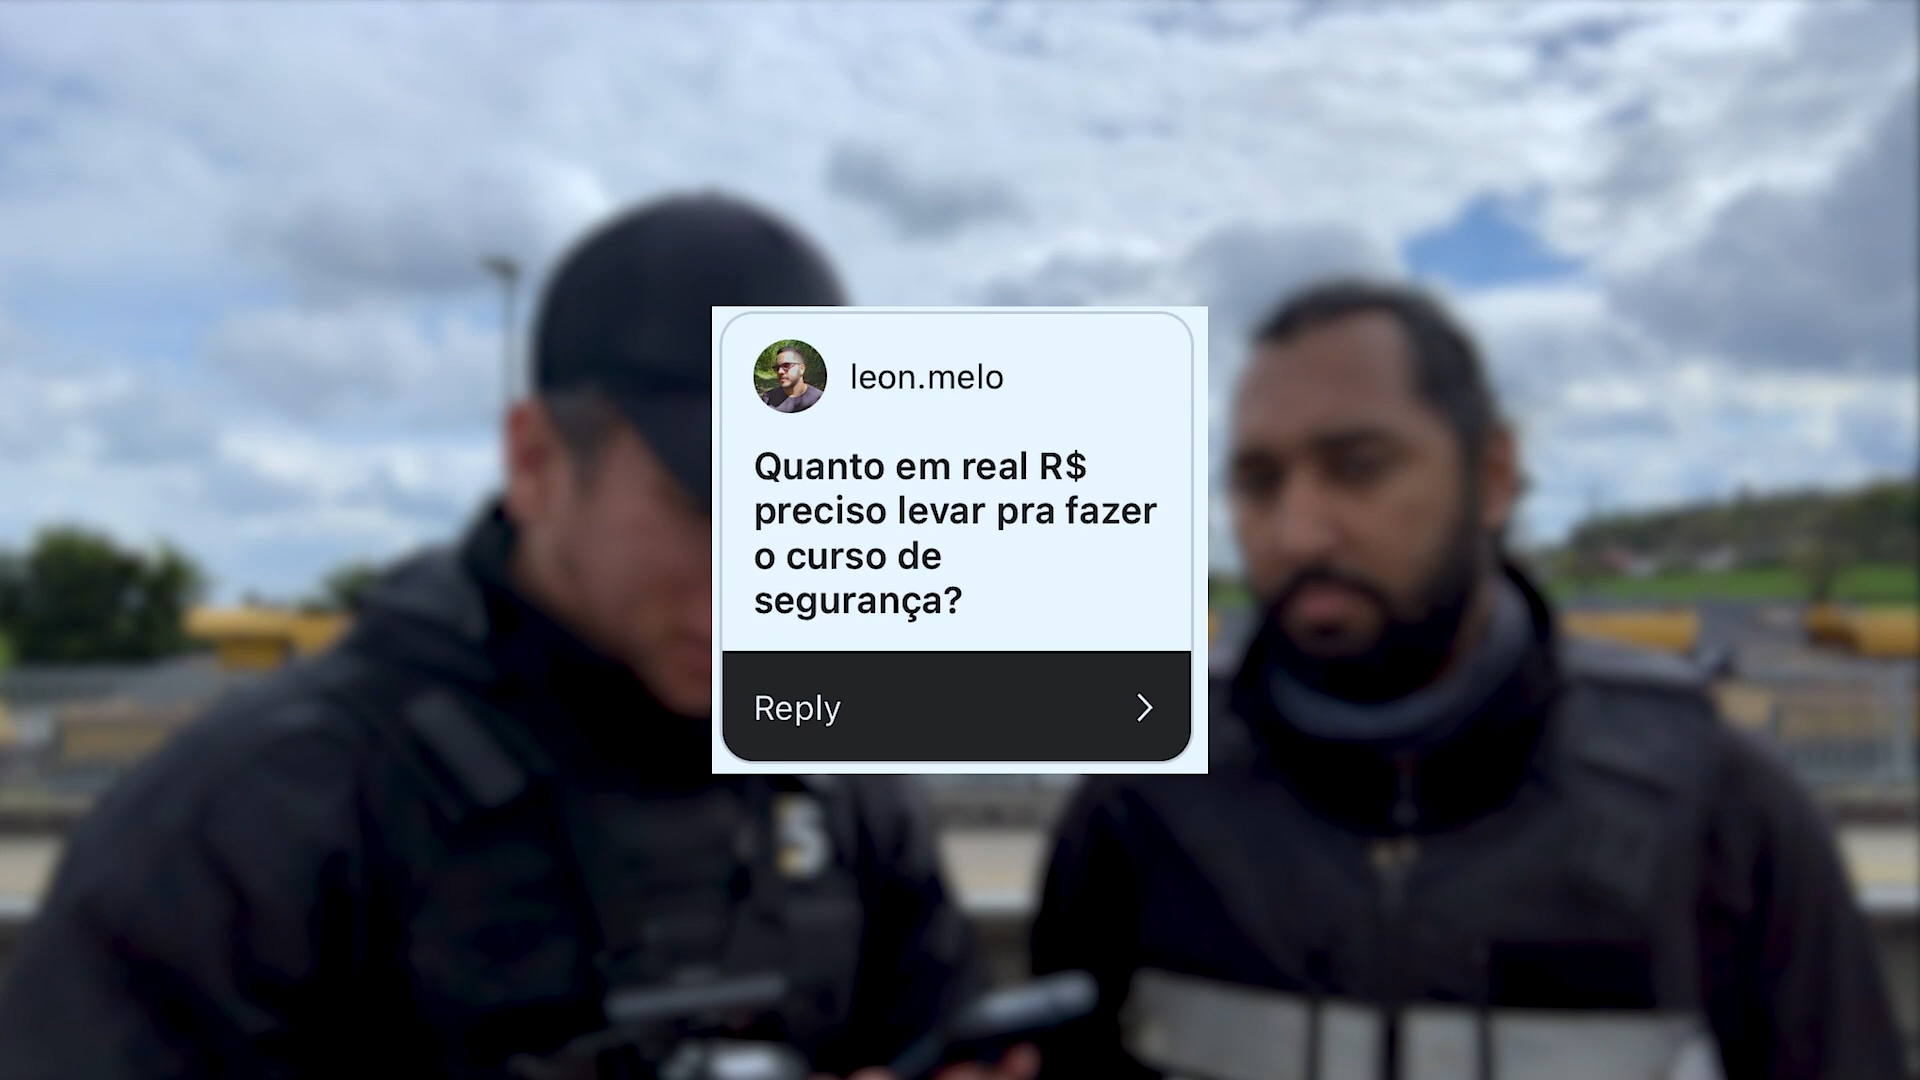 leon.melo
Quanto em real R$
preciso levar pra fazer
o curso de
segurança?
Reply